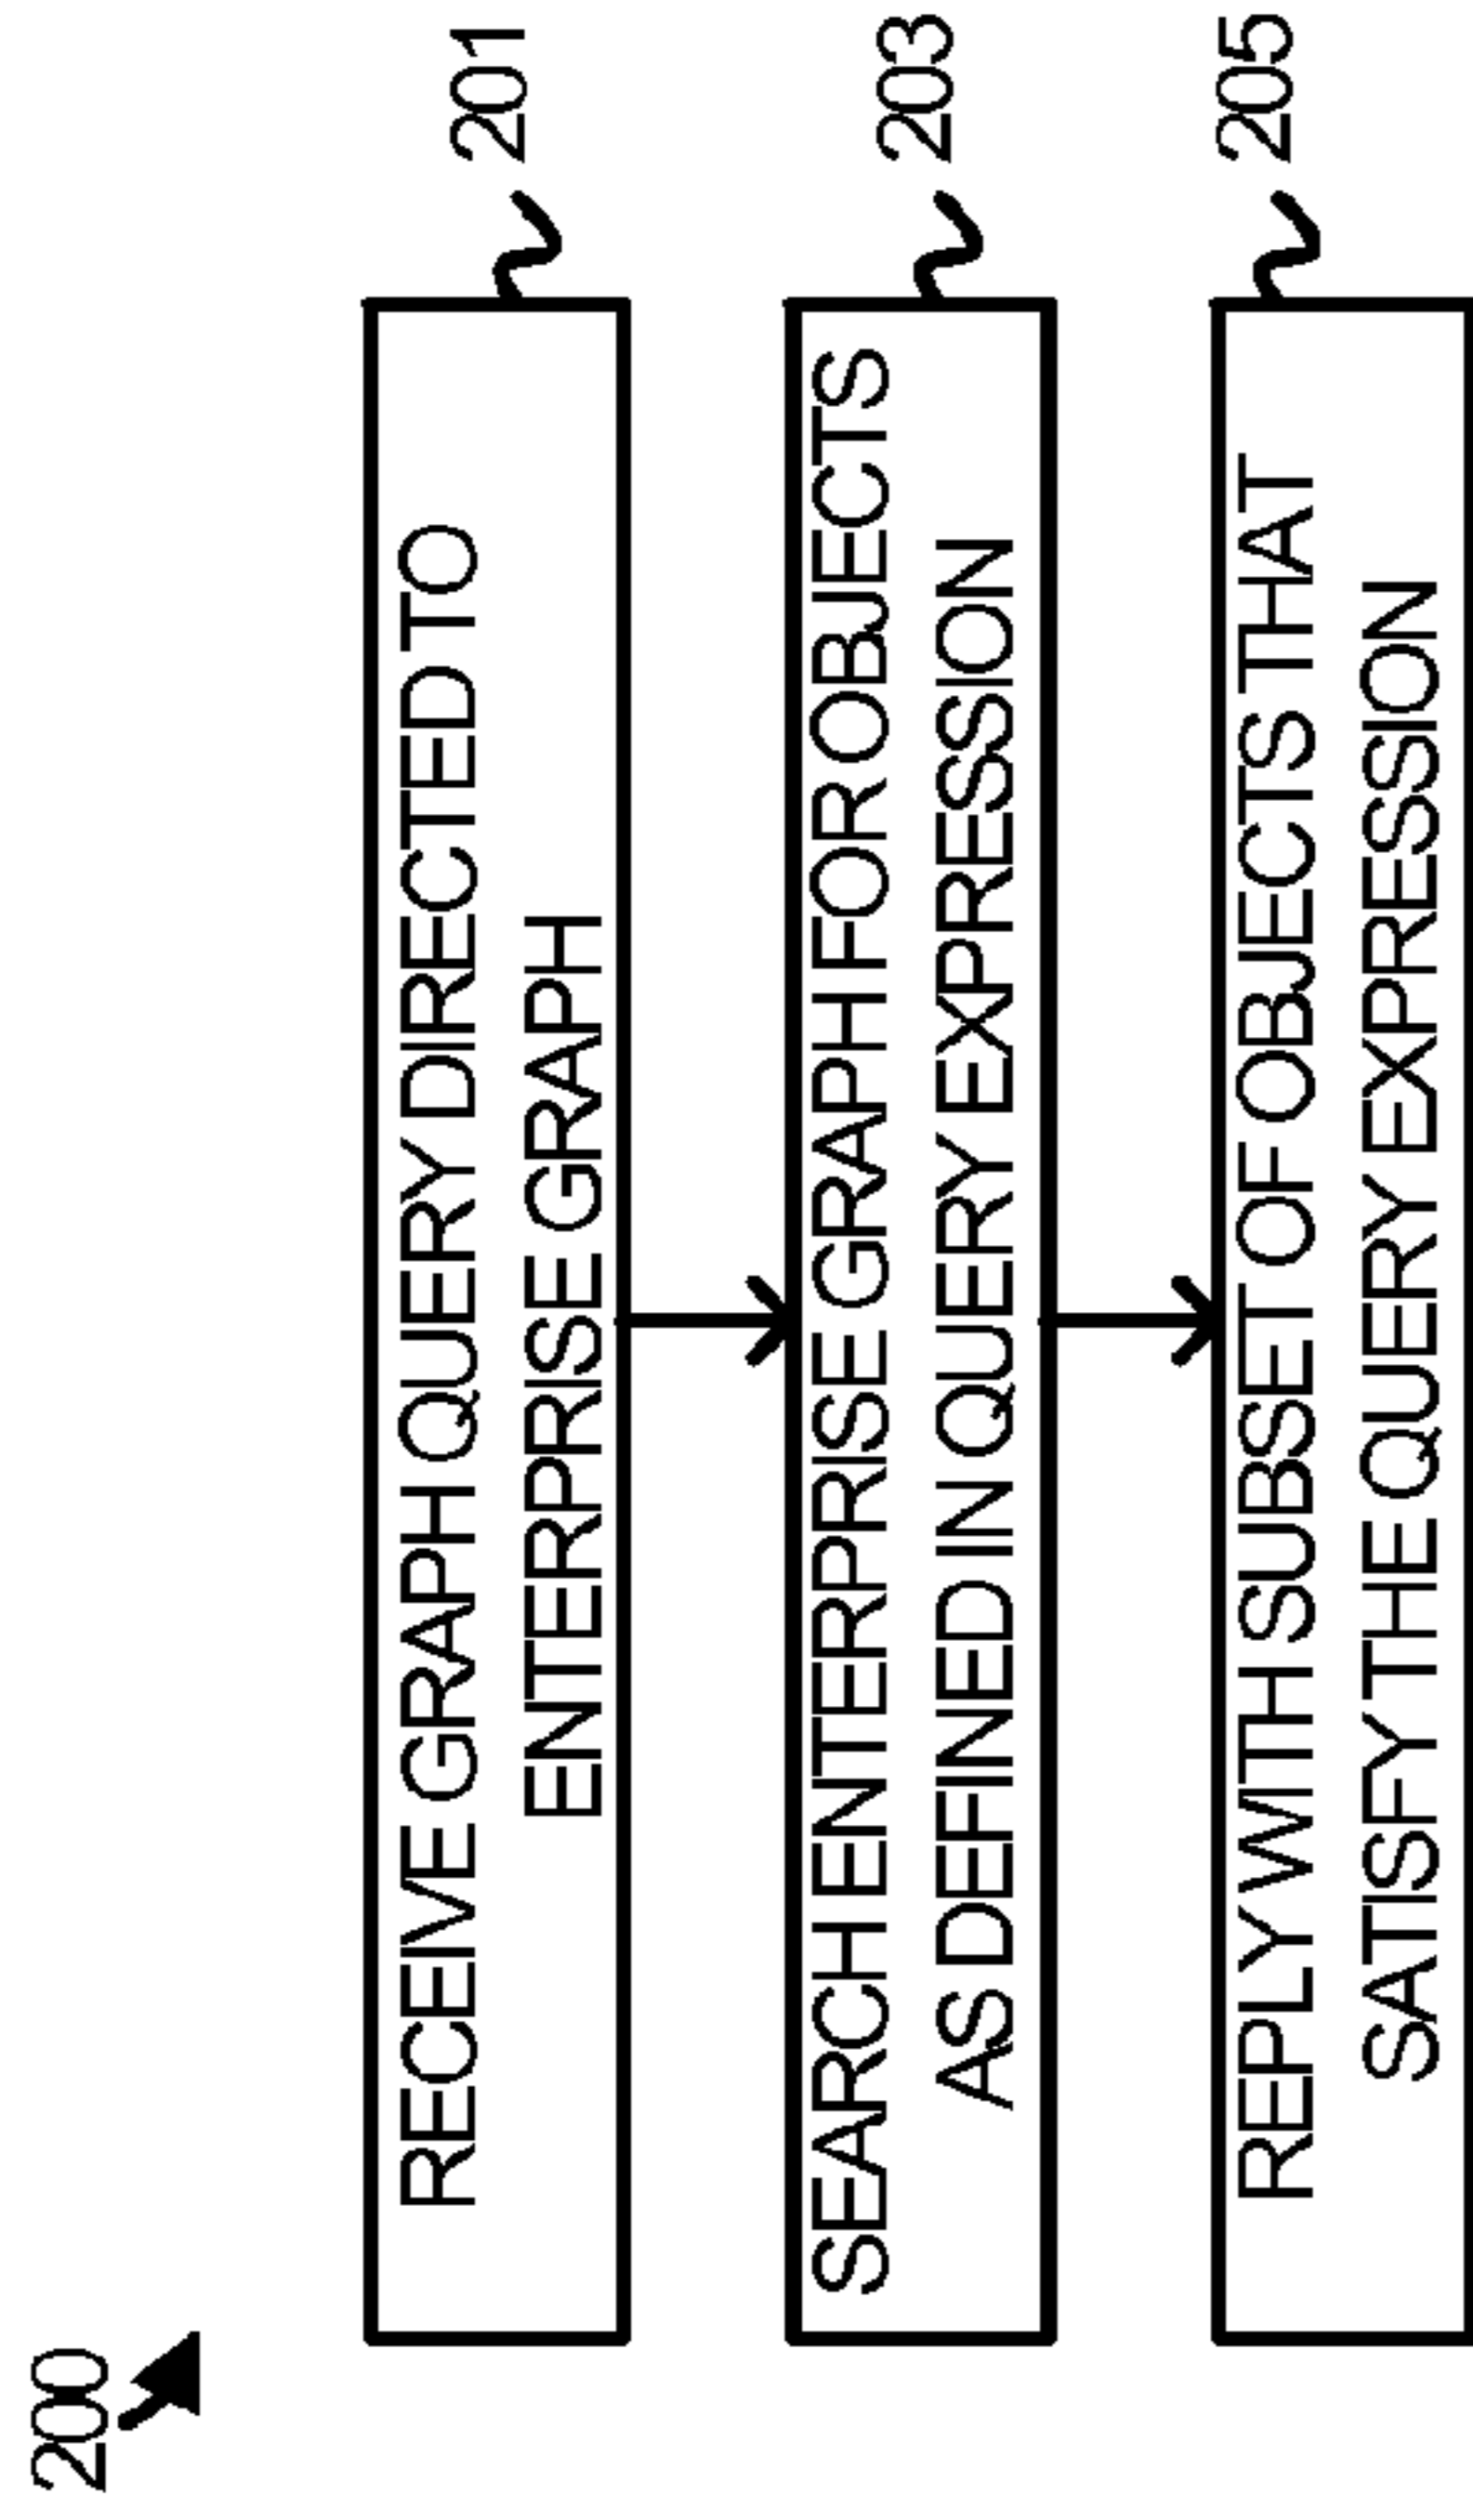 200
RECEIVE GRAPH QUERY DIRECTED TO
ENTERPRISE GRAPH
201
SEARCH ENTERPRISE GRAPH FOR OBJECTS
AS DEFINED IN QUERY EXPRESSION
203
REPLY WITH SUBSET OF OBJECTS THAT
SATISFY THE QUERY EXPRESSION
205